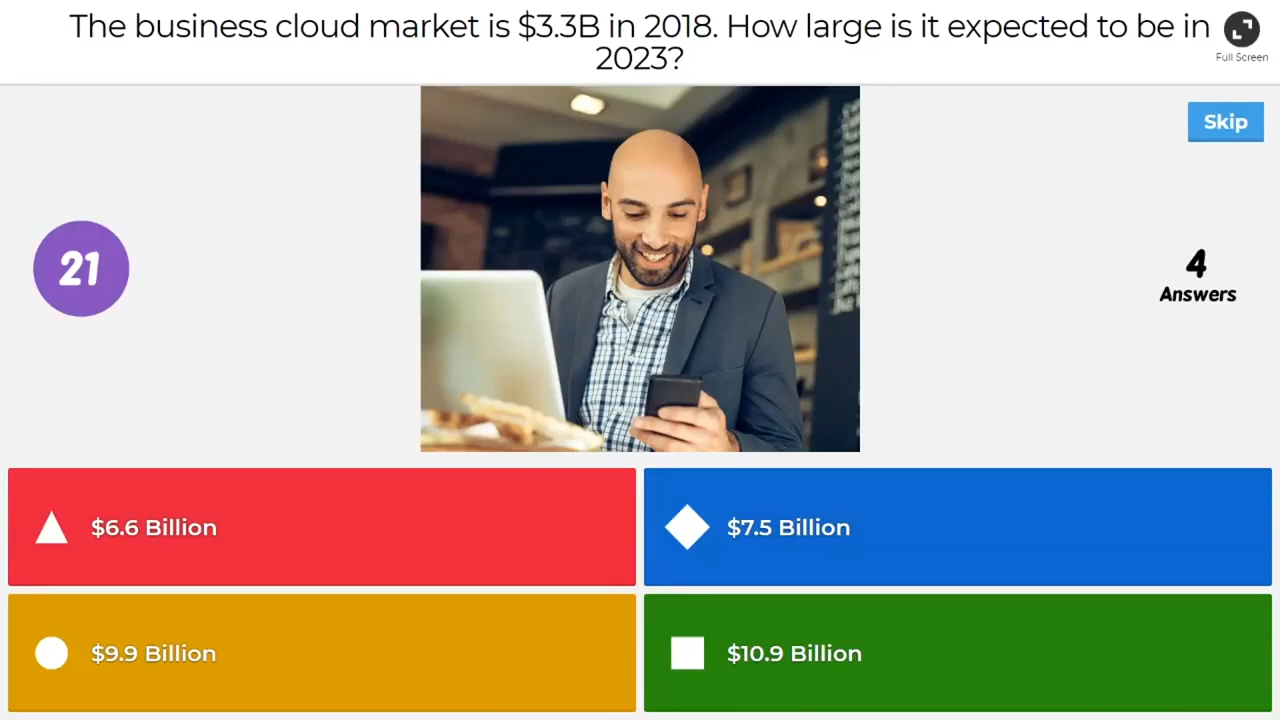 The business cloud market is $3.3B in 2018. How large is it expected to be in
2023?
Full Screen
Skip
21
4
Answers
$6.6 Billion
$7.5 Billion
$9.9 Billion
$10.9 Billion